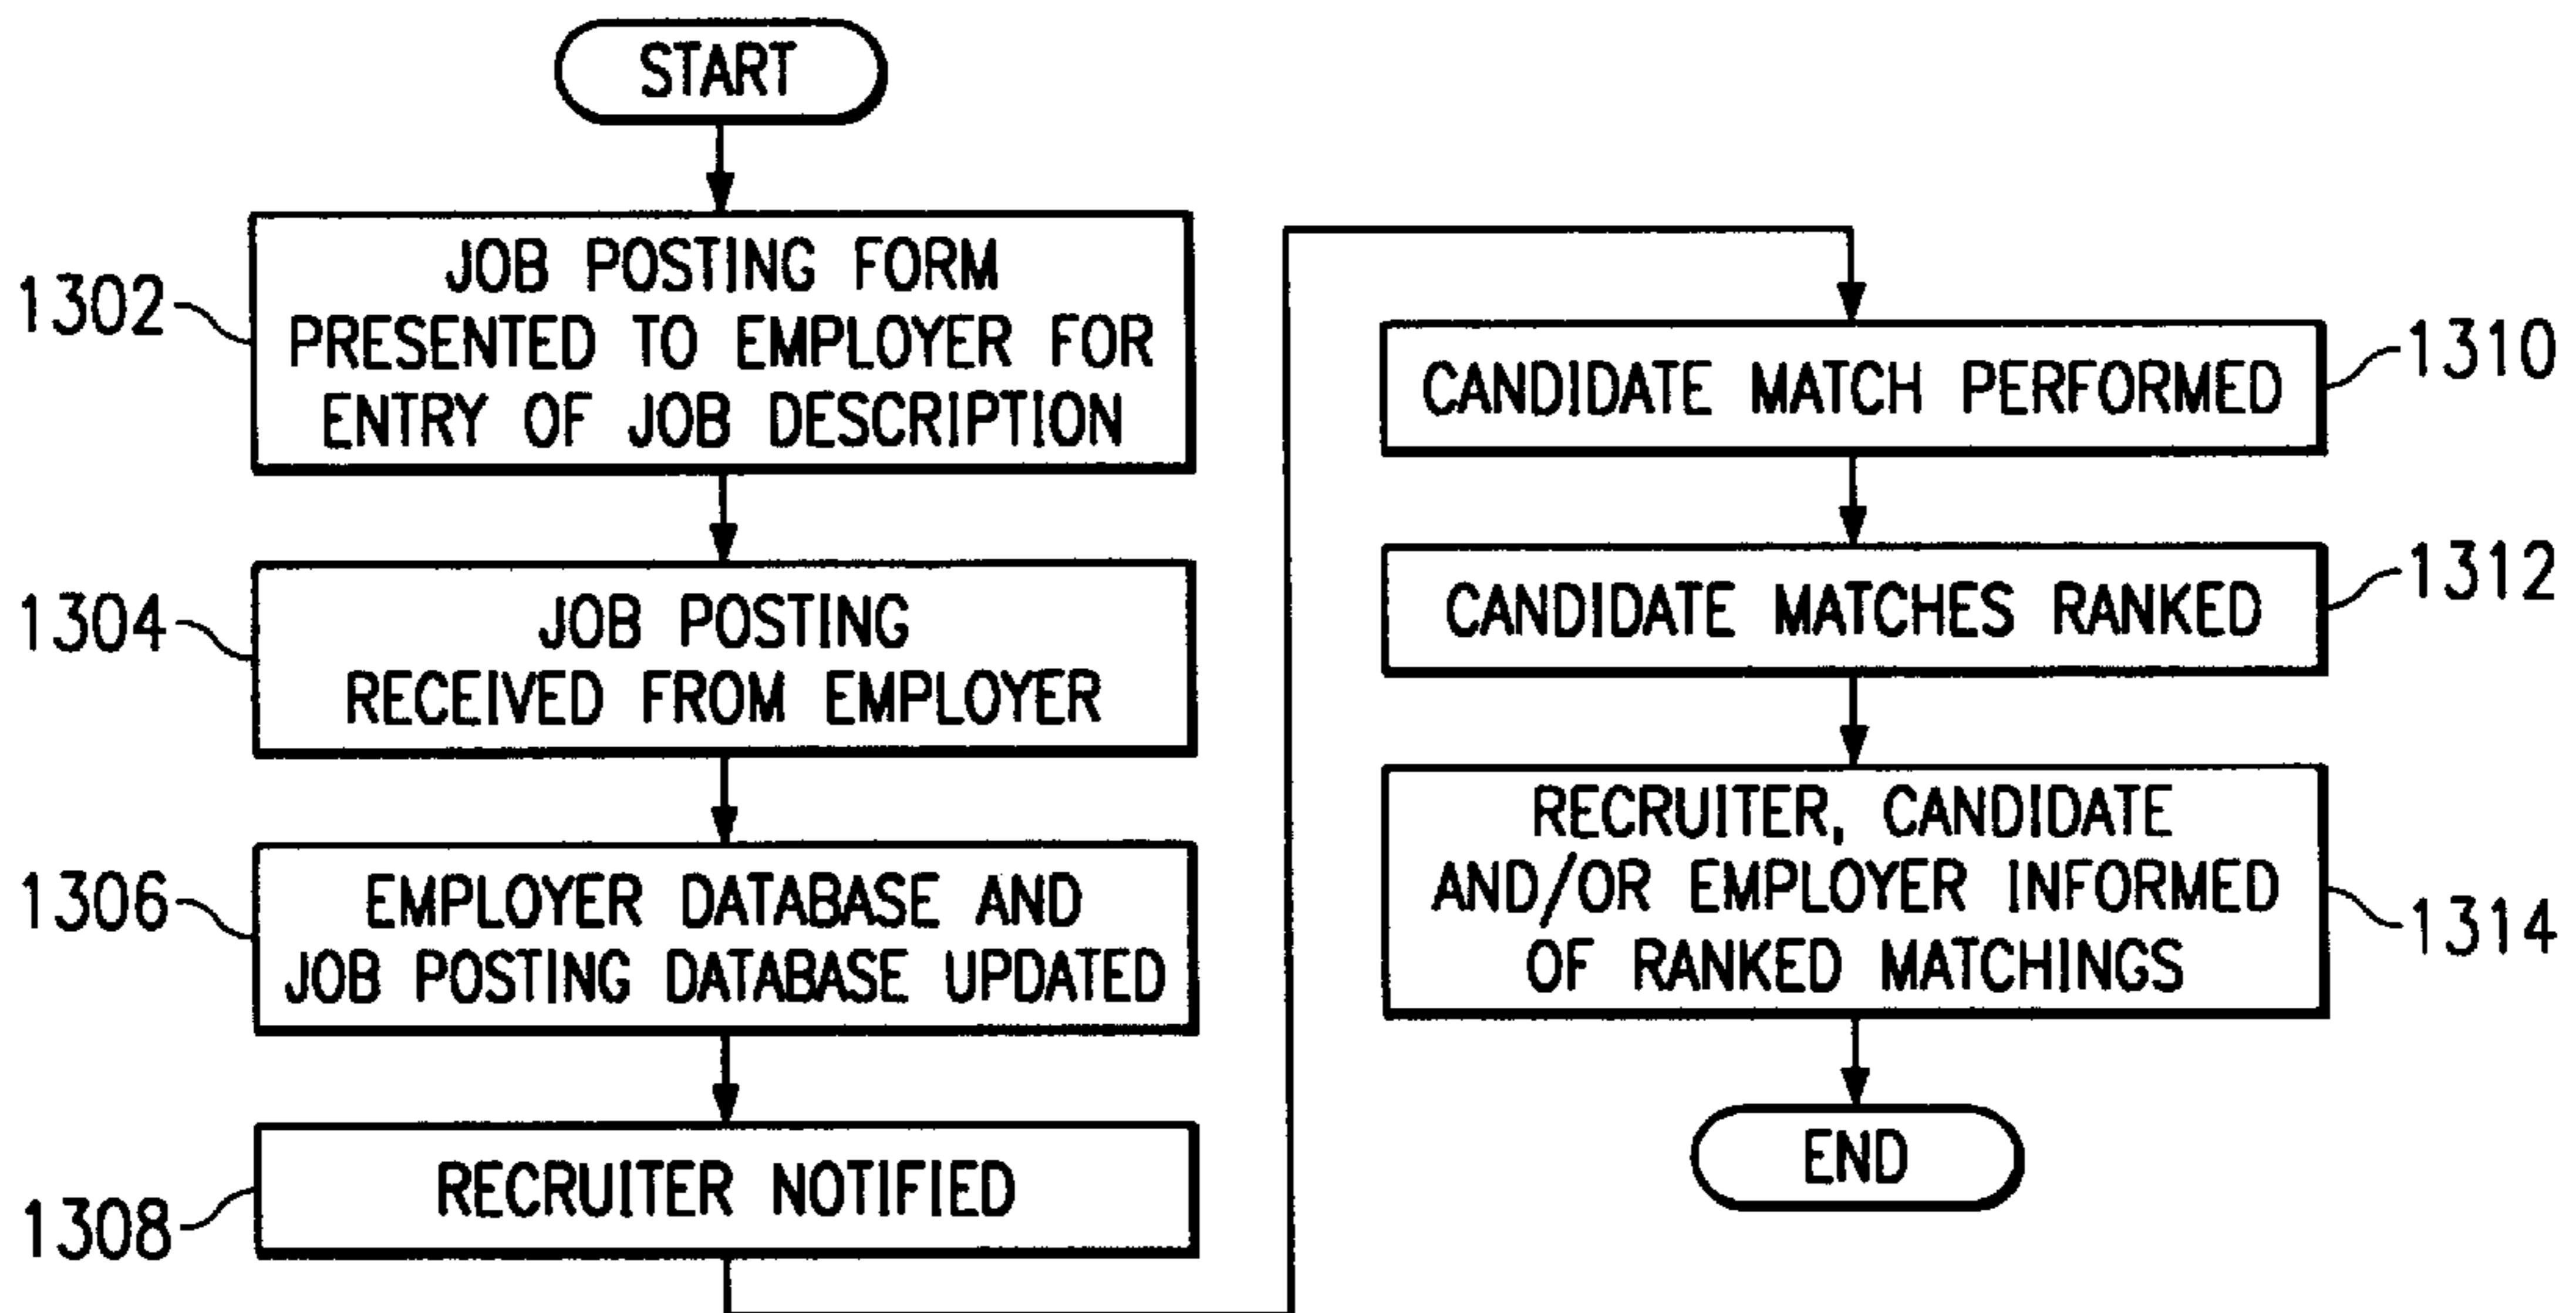 START
1302
JOB POSTING FORM
PRESENTED TO EMPLOYER FOR
ENTRY OF JOB DESCRIPTION
1304
JOB POSTING
RECEIVED FROM EMPLOYER
1306
EMPLOYER DATABASE AND
JOB POSTING DATABASE UPDATED
1308
RECRUITER NOTIFIED
CANDIDATE MATCH PERFORMED
1310
CANDIDATE MATCHES RANKED
1312
RECRUITER, CANDIDATE
AND/OR EMPLOYER INFORMED
OF RANKED MATCHINGS
1314
END